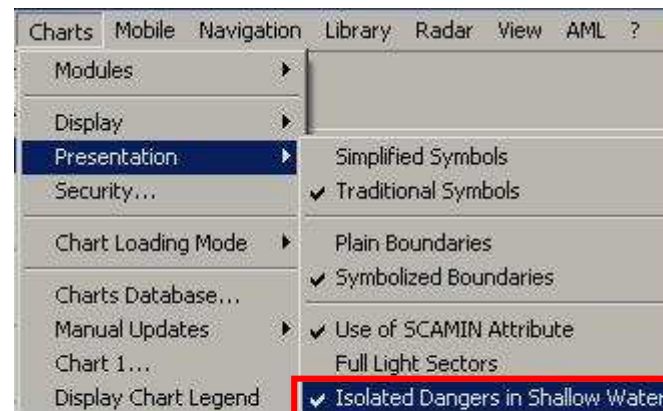 Charts Mobile Navigation Library Radar View AML ?
Modules
Display
Presentation
Security...
Chart Loading Mode
Charts Database...
Manual Updates
Chart 1...
Display Chart Legend
Simplified Symbols
Traditional Symbols
Plain Boundaries
Symbolized Boundaries
Use of SCAMIN Attribute
Full Light Sectors
Isolated Dangers in Shallow Water